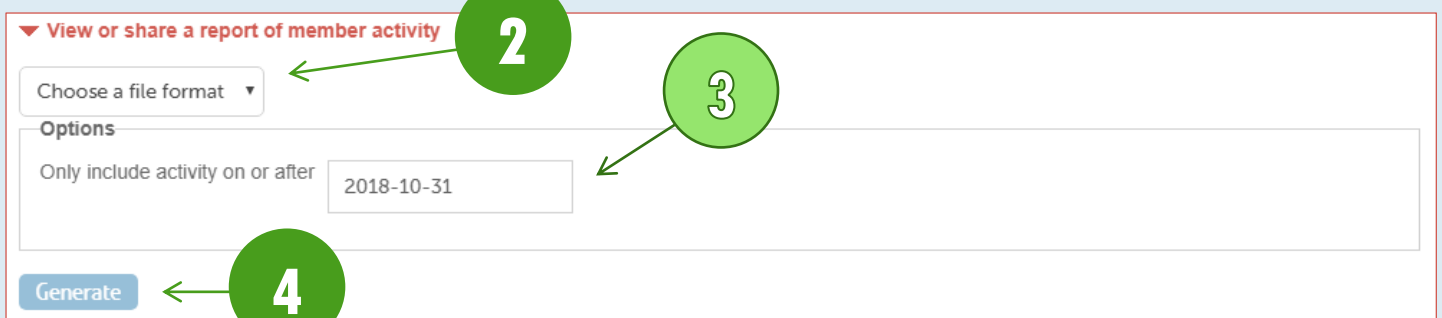 View or share a report of member activity
2
Choose a file format
3
Options
Only include activity on or after
2018-10-31
4
Generate